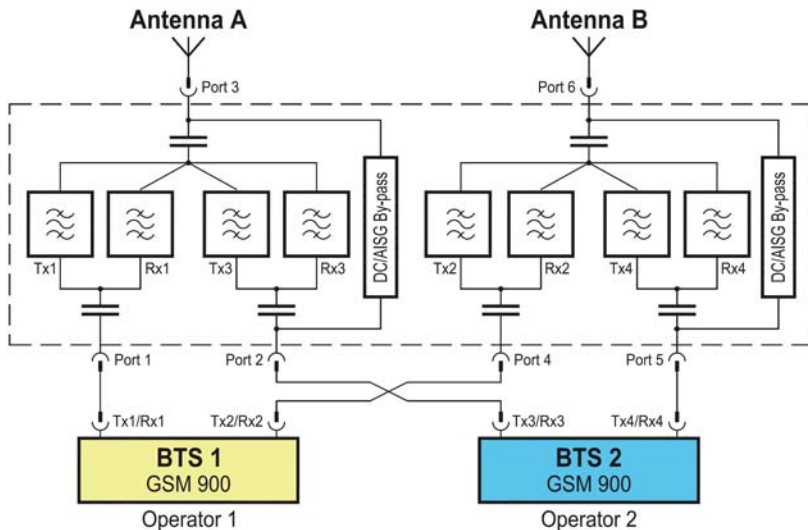 Antenna A
Antenna B
Port 3
Port 6
DC/AISG By-pass
DC/AISG By-pass
Tx1
Rx1
Tx3
Rx3
Tx2
Rx2
Tx4
Rx4
Port 1
Port 2
Port 4
Port 5
Tx1/Rx1
Tx2/Rx2
Tx3/Rx3
Tx4/Rx4
BTS 1
GSM 900
BTS 2
GSM 900
Operator 1
Operator 2